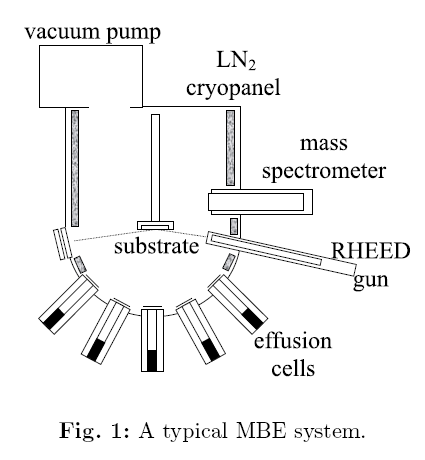 vacuum pump
LN₂
cryopanel
mass
spectrometer
substrate
RHEED
gun
effusion
cells
Fig. 1: A typical MBE system.